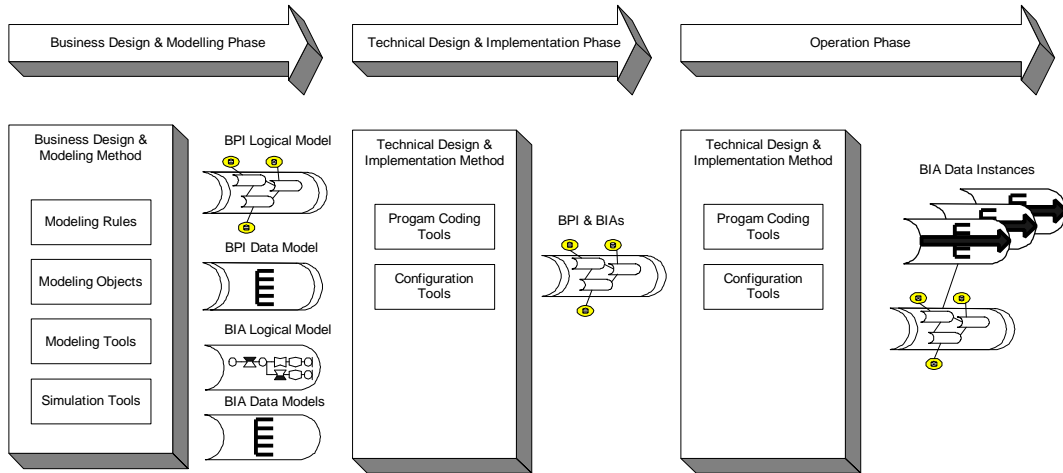 Business Design & Modelling Phase
Technical Design & Implementation Phase
Operation Phase
Business Design &
Modeling Method
Modeling Rules
Modeling Objects
Modeling Tools
Simulation Tools
BPI Logical Model
BPI Data Model
BIA Logical Model
BIA Data Models
Technical Design &
Implementation Method
Progam Coding
Tools
Configuration
Tools
BPI & BIAs
Technical Design &
Implementation Method
Progam Coding
Tools
Configuration
Tools
BIA Data Instances